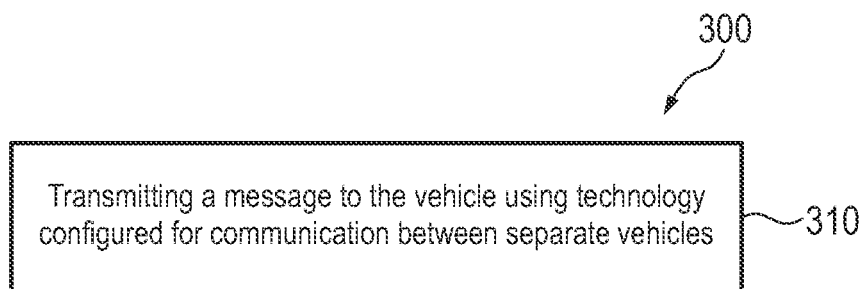 300
Transmitting a message to the vehicle using technology
configured for communication between separate vehicles
310